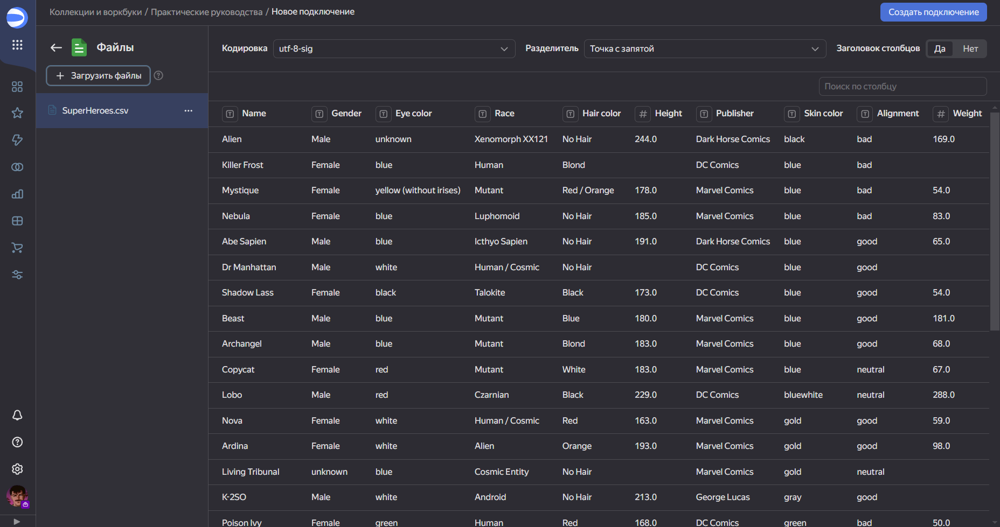 Коллекции и воркбуки / Практические руководства / Новое подключение
Создать подключение
Файлы
Загрузить файлы
SuperHeroes.csv
Кодировка utf-8-sig Разделитель Точка с запятой Заголовок столбцов Да Нет
Поиск по столбцу
Name Gender Eye color Race Hair color Height Publisher Skin color Alignment Weight
Alien Male unknown Xenomorph XX121 No Hair 244.0 Dark Horse Comics black bad 169.0
Killer Frost Female blue Human Blond DC Comics blue bad
Mystique Female yellow (without irises) Mutant Red / Orange 178.0 Marvel Comics blue bad 54.0
Nebula Female blue Luphomoid No Hair 185.0 Marvel Comics blue bad 83.0
Abe Sapien Male blue Icthyo Sapien No Hair 191.0 Dark Horse Comics blue good 65.0
Dr Manhattan Male white Human / Cosmic No Hair DC Comics blue good
Shadow Lass Female black Talokite Black 173.0 DC Comics blue good 54.0
Beast Male blue Mutant Blue 180.0 Marvel Comics blue good 181.0
Archangel Male blue Mutant Blond 183.0 Marvel Comics blue good 68.0
Copycat Female red Mutant White 183.0 Marvel Comics blue neutral 67.0
Lobo Male red Czarnian Black 229.0 DC Comics bluewhite neutral 288.0
Nova Female white Human / Cosmic Red 163.0 Marvel Comics gold good 59.0
Ardina Female white Alien Orange 193.0 Marvel Comics gold good 98.0
Living Tribunal unknown blue Cosmic Entity No Hair Marvel Comics gold neutral
K-2SO Male white Android No Hair 213.0 George Lucas gray good
Poison Ivy Female green Human Red 168.0 DC Comics green bad 50.0